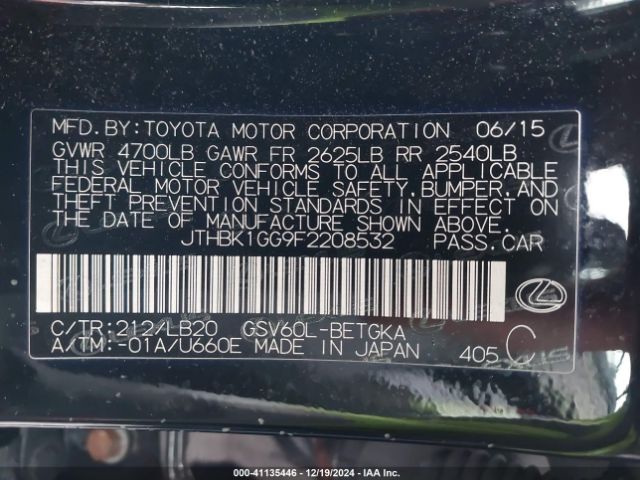 MFD.BY:TOYOTA MOTOR CORPORATION 06/15
GVWR 4700LB GAWR FR 2625LB RR 2540LB
THIS VEHICLE CONFORMS TO ALL APPLICABLE
FEDERAL MOTOR VEHICLE SAFETY,BUMPER,AND
THEFT PREVENTION STANDARDS IN EFFECT ON
THE DATE OF MANUFACTURE SHOWN ABOVE.
JTHBK1GG9F2208532 PASS.CAR
C/TR:212/LB20 GSV60L-BETGKA
A/TM:-01A/U660E MADE IN JAPAN 405 C
000-41135446 - 12/19/2024 - IAA Inc.